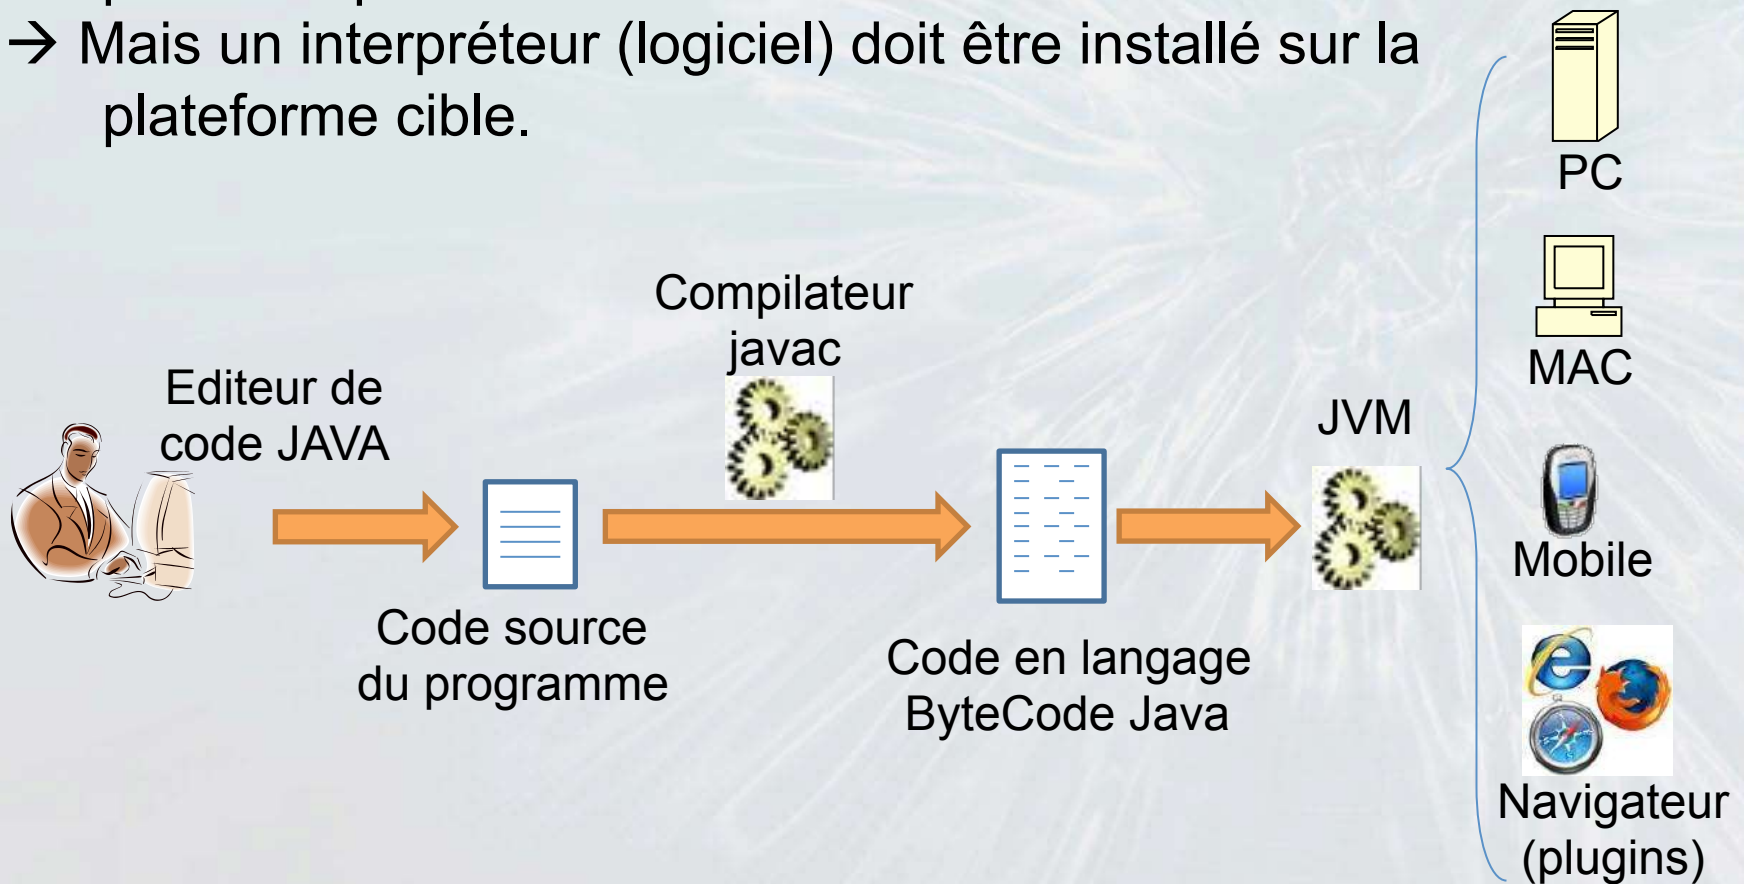 → Mais un interpréteur (logiciel) doit être installé sur la
plateforme cible.
PC
MAC
Compilateur
javac
Editeur de
code JAVA
JVM
Mobile
Code source
du programme
Code en langage
ByteCode Java
Navigateur
(plugins)